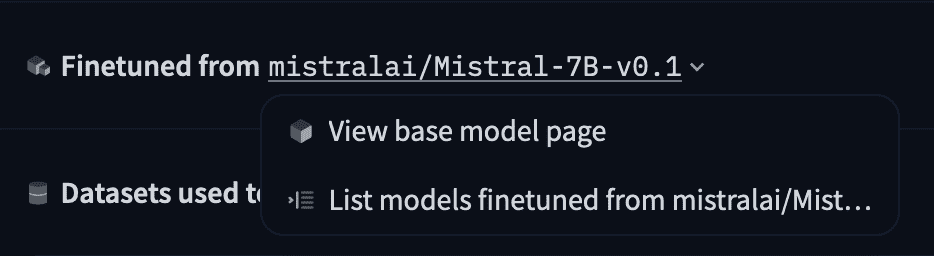 Finetuned from mistralai/Mistral-7B-v0.1
View base model page
Datasets used
List models finetuned from mistralai/Mist…